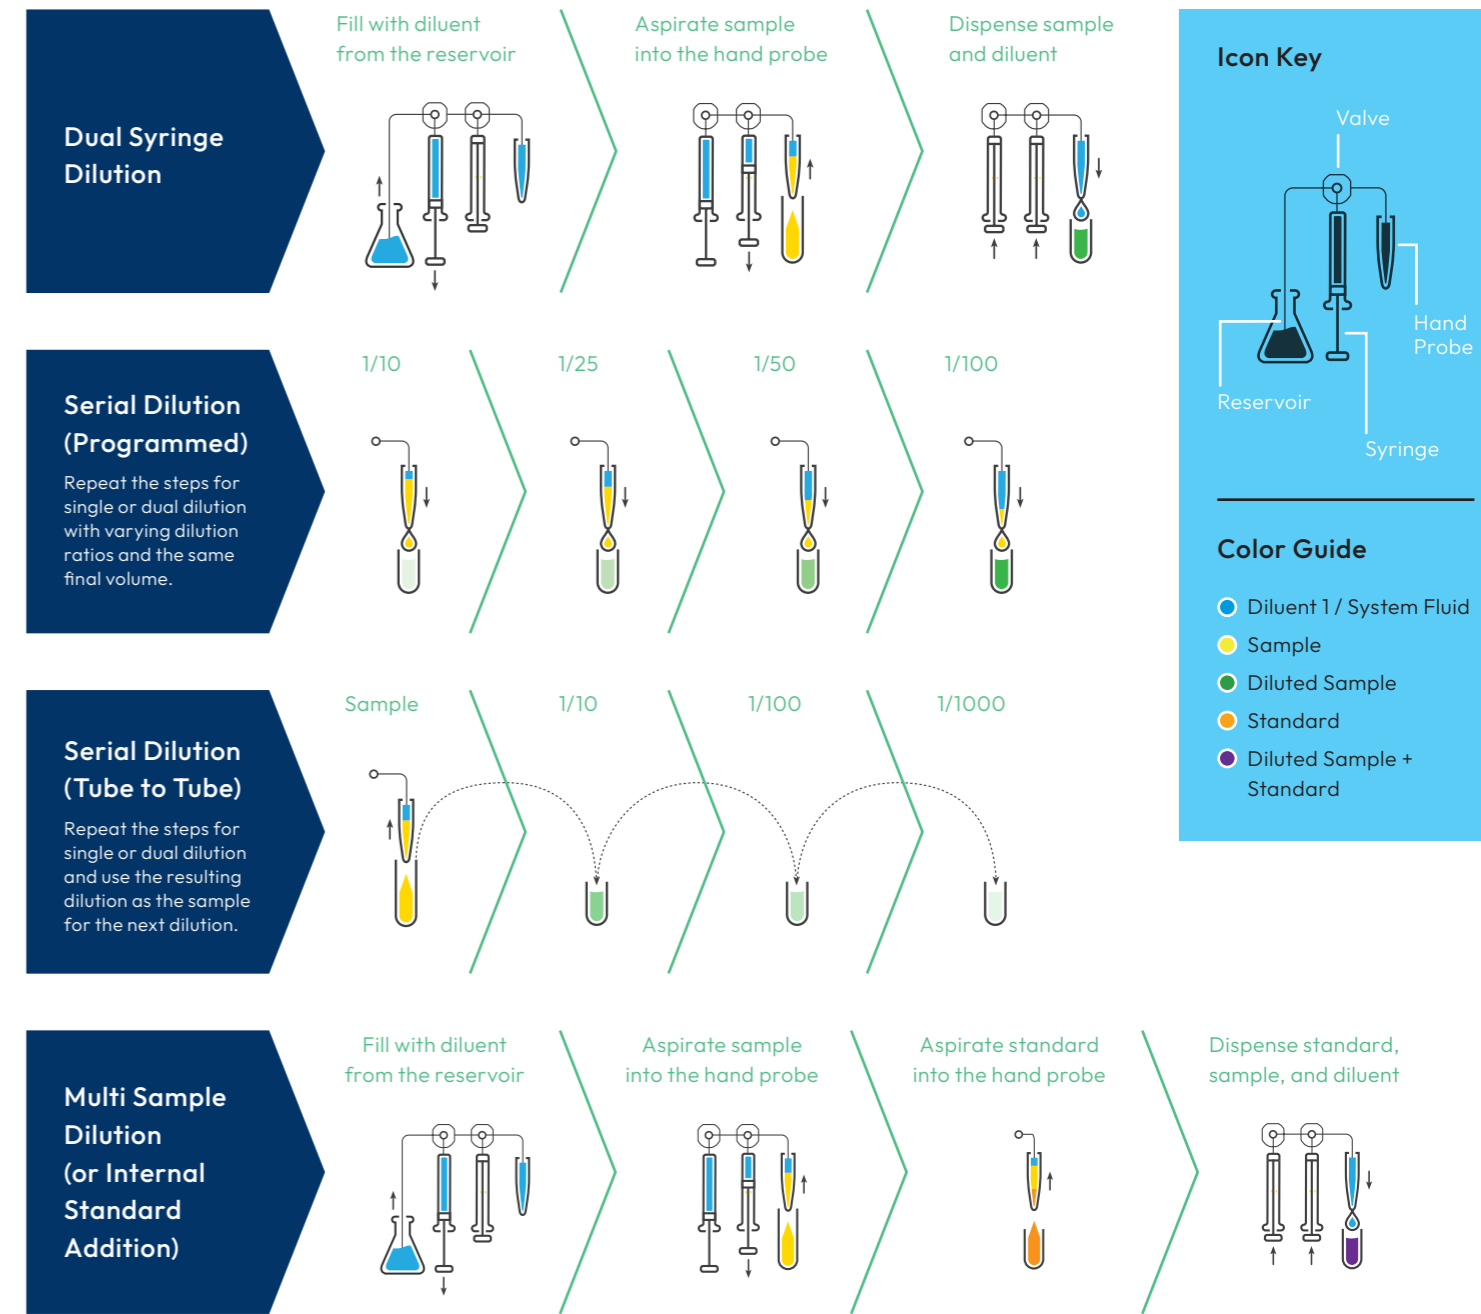 Dual Syringe
Dilution
Fill with diluent
from the reservoir
Aspirate sample
into the hand probe
Dispense sample
and diluent
Serial Dilution
(Programmed)
Repeat the steps for
single or dual dilution
with varying dilution
ratios and the same
final volume.
1/10
1/25
1/50
1/100
Serial Dilution
(Tube to Tube)
Repeat the steps for
single or dual dilution
and use the resulting
dilution as the sample
for the next dilution.
Sample
1/10
1/100
1/1000
Multi Sample
Dilution
(or Internal
Standard
Addition)
Fill with diluent
from the reservoir
Aspirate sample
into the hand probe
Aspirate standard
into the hand probe
Dispense standard,
sample, and diluent
Icon Key
Valve
Hand
Probe
Reservoir
Syringe
Color Guide
Diluent 1 / System Fluid
Sample
Diluted Sample
Standard
Diluted Sample +
Standard